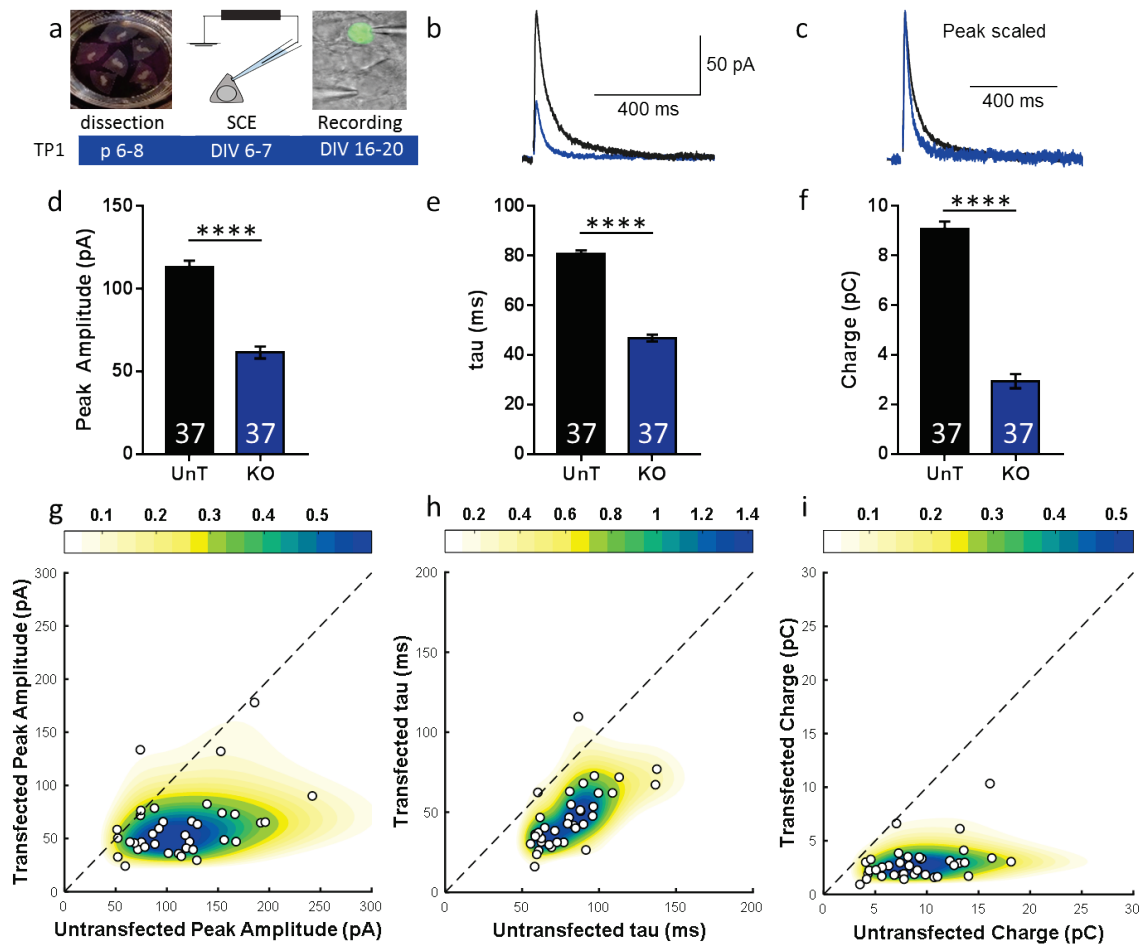 a
dissection SCE Recording
TP1 p 6-8 DIV 6-7 DIV 16-20
b
50 pA
400 ms
c
Peak scaled
400 ms
d
Peak Amplitude (pA)
150
100
50
0
****
37 37
UnT KO
e
tau (ms)
100
80
60
40
20
0
****
37 37
UnT KO
f
Charge (pC)
10
8
6
4
2
0
****
37 37
UnT KO
g
0.1 0.2 0.3 0.4 0.5
Transfected Peak Amplitude (pA)
300
250
200
150
100
50
0
0 50 100 150 200 250 300
Untransfected Peak Amplitude (pA)
h
0.2 0.4 0.6 0.8 1 1.2 1.4
Transfected tau (ms)
200
150
100
50
0
0 50 100 150 200
Untransfected tau (ms)
i
0.1 0.2 0.3 0.4 0.5
Transfected Charge (pC)
30
25
20
15
10
5
0
0 5 10 15 20 25 30
Untransfected Charge (pC)